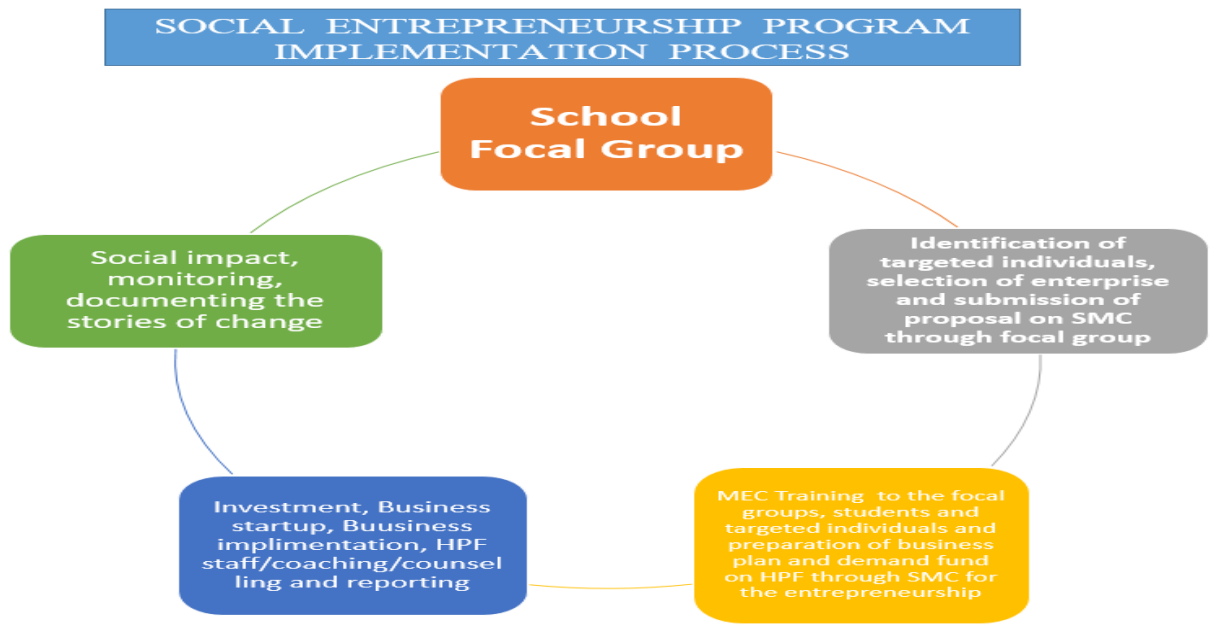 SOCIAL ENTREPRENEURSHIP PROGRAM
IMPLEMENTATION PROCESS
School
Focal Group
Identification of
targeted individuals,
selection of enterprise
and submission of
proposal on SMC
through focal group
MEC Training to the focal
groups, students and
targeted individuals and
preparation of business
plan and demand fund
on HPF through SMC for
the entrepreneurship
Investment, Business
startup, Buusiness
implimentation, HPF
staff/coaching/counsel
ling and reporting
Social impact,
monitoring,
documenting the
stories of change